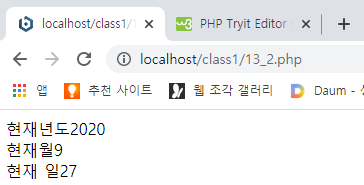 localhost/class1/13_2.php
PHP Tryit Editor
localhost/class1/13_2.php
앱 추천 사이트 웹 조각 갤러리 Daum -
현재년도2020
현재월9
현재 일27